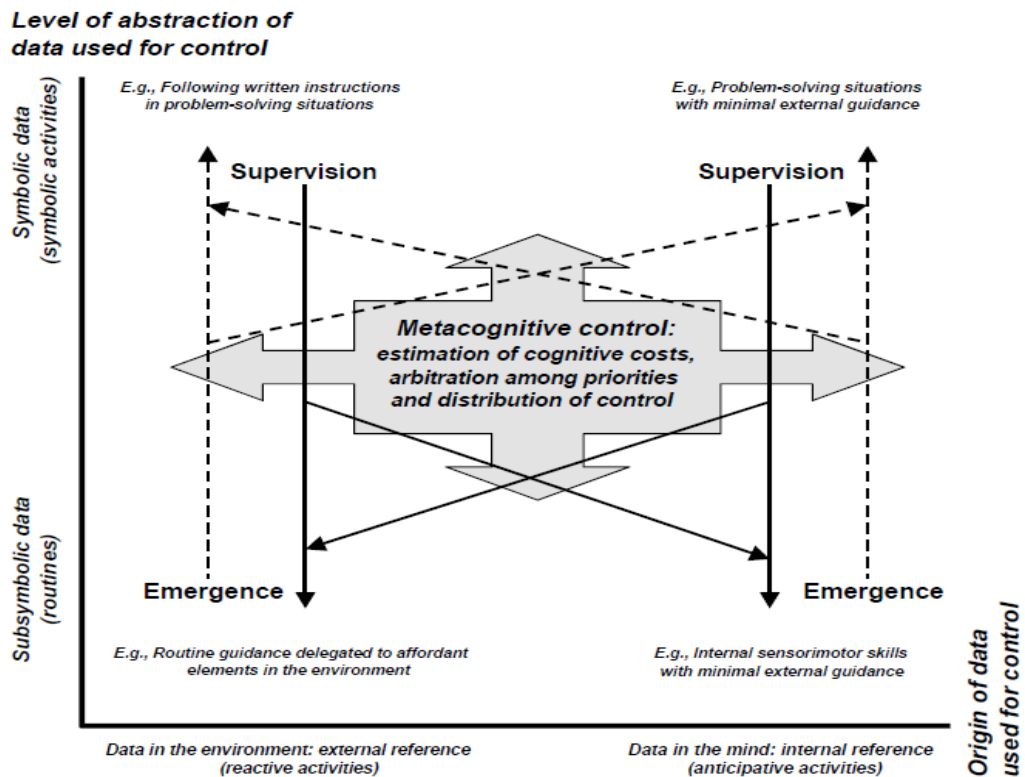 Level of abstraction of
data used for control
E.g., Following written instructions
in problem-solving situations
E.g., Problem-solving situations
with minimal external guidance
Symbolic data
(symbolic activities)
Supervision
Supervision
Metacognitive control:
estimation of cognitive costs,
arbitration among priorities
and distribution of control
Subsymbolic data
(routines)
Emergence
Emergence
E.g., Routine guidance delegated to affordant
elements in the environment
E.g., Internal sensorimotor skills
with minimal external guidance
Origin of data
used for control
Data in the environment: external reference
(reactive activities)
Data in the mind: internal reference
(anticipative activities)